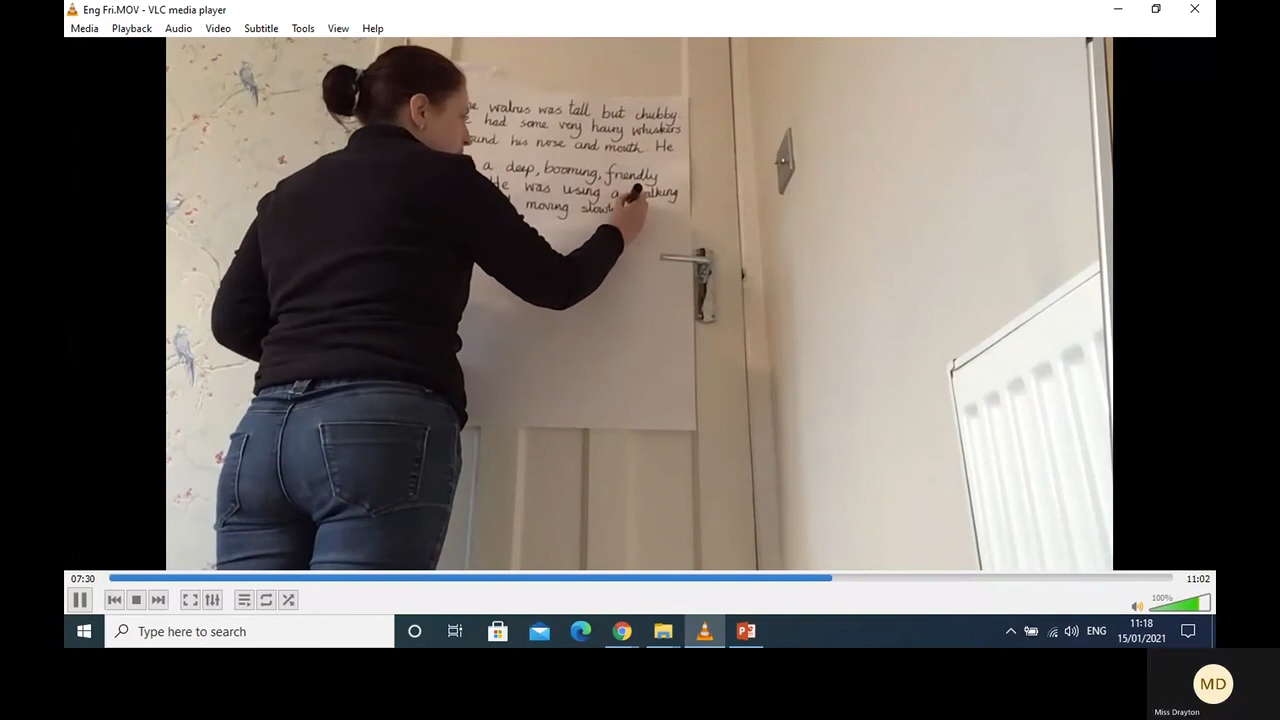 Eng Fri.MOV - VLC media player
Media Playback Audio Video Subtitle Tools View Help
walrus was tall but chubby.
had some very hairy whiskers
his nose and mouth. He
a deep, booming, friendly
He was using a
moving
07:30
11:02
100%
Type here to search
ENG
11:18
15/01/2021
MD
Miss Drayton